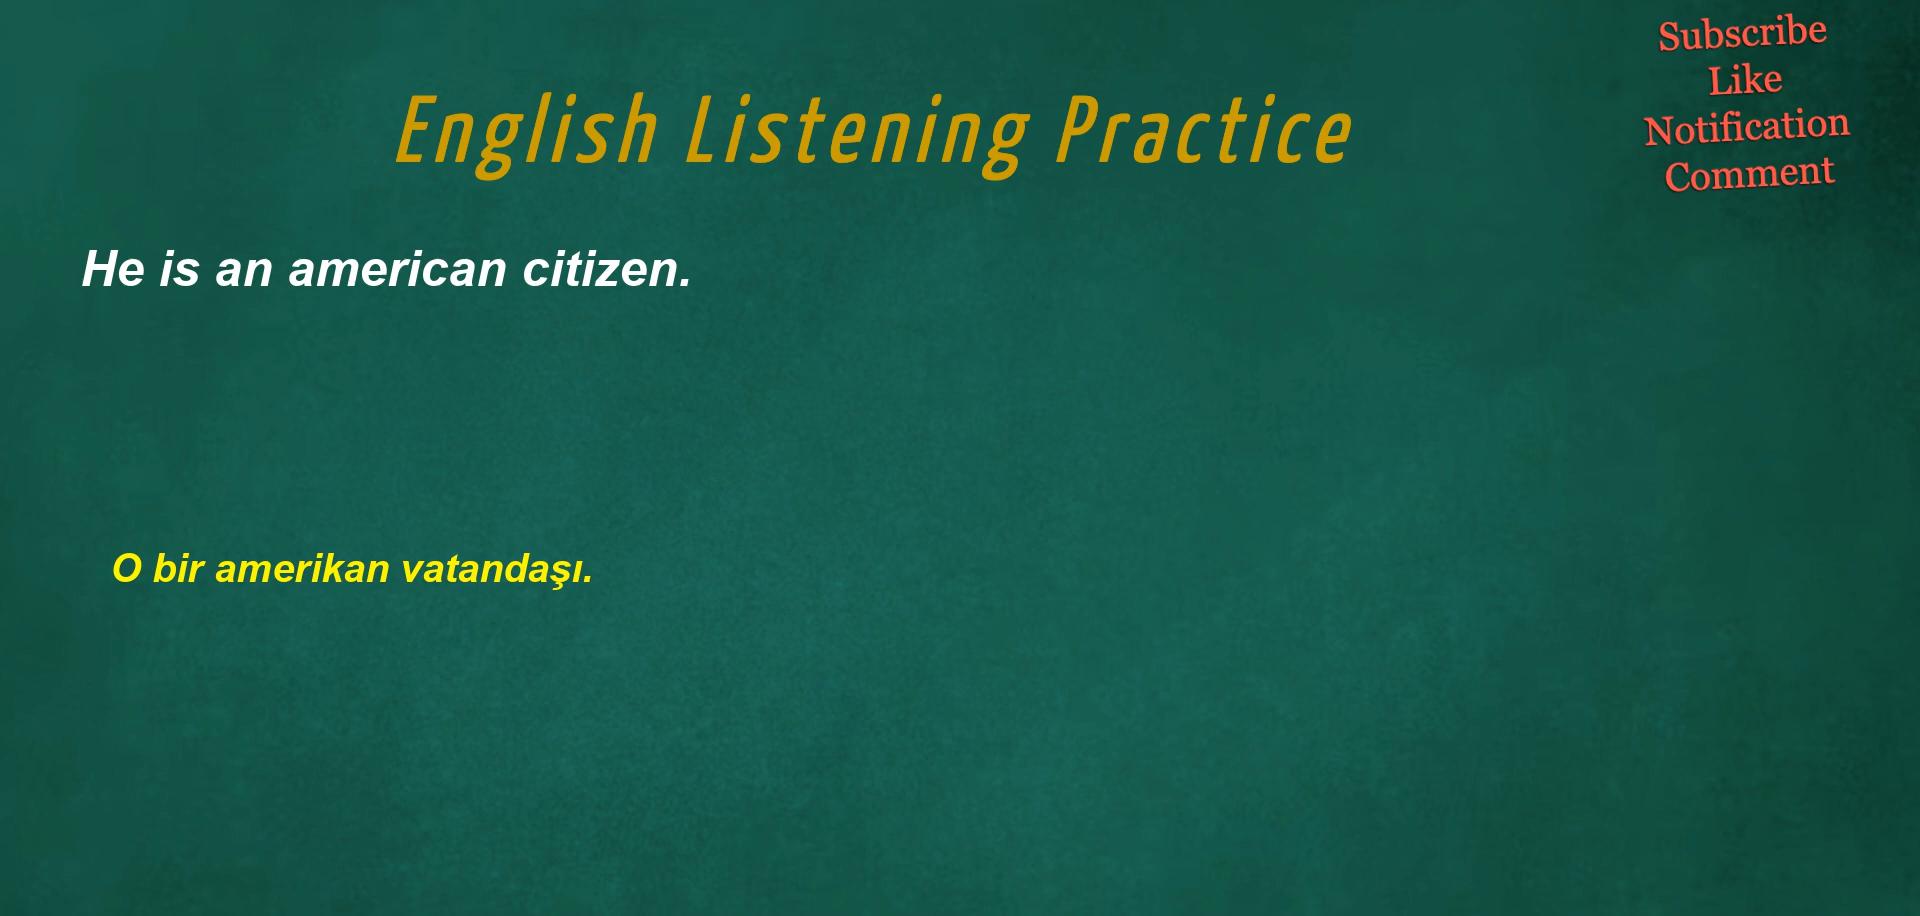 English Listening Practice
Subscribe
Like
Notification
Comment
He is an american citizen.
O bir amerikan vatandaşı.